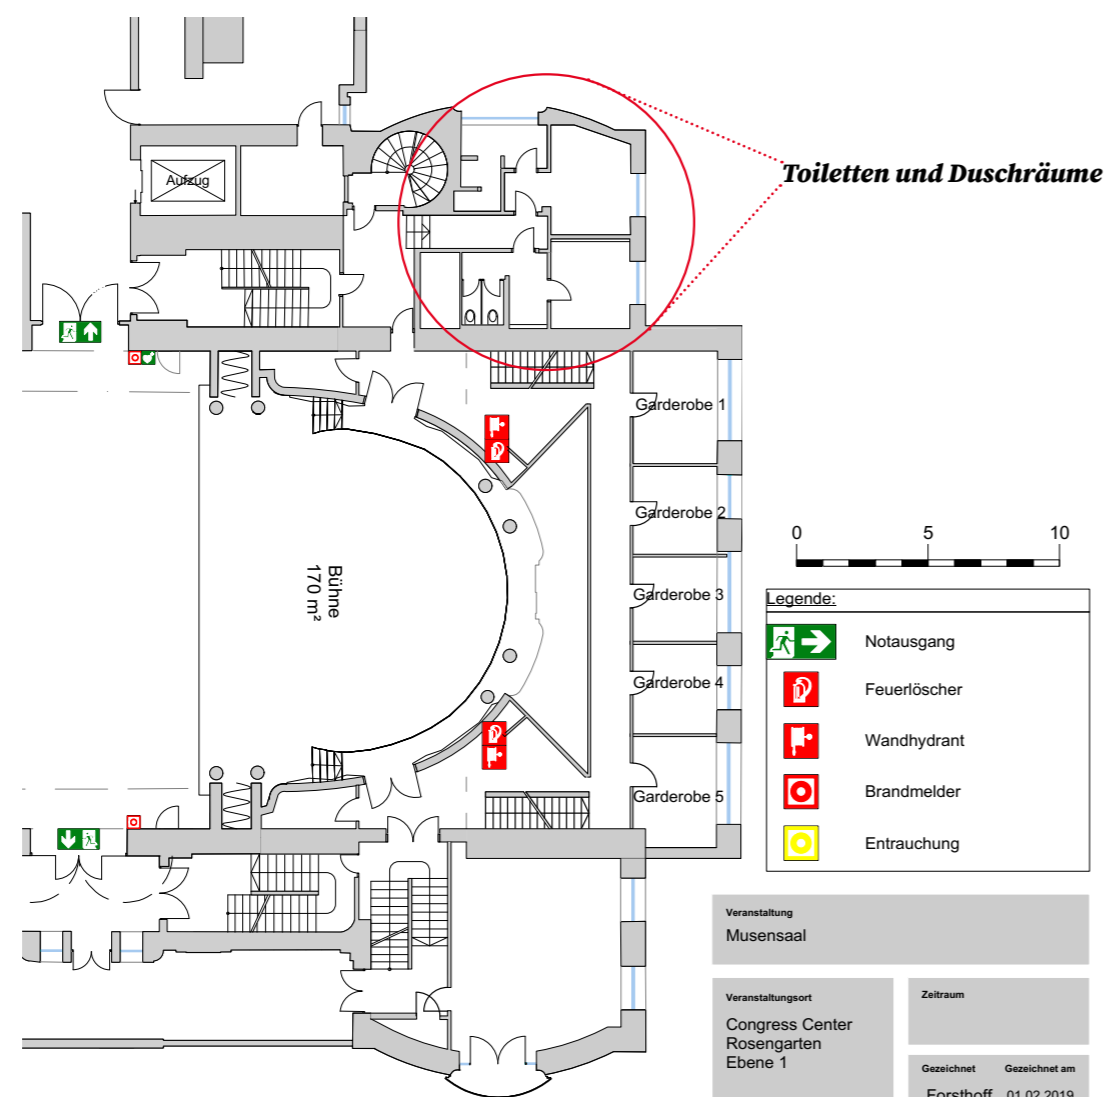 Aufzug
Toiletten und Duschräume
Garderobe 1
Garderobe 2
Garderobe 3
Garderobe 4
Garderobe 5
Bühne
170 m²
0 5 10
Legende:
Notausgang
Feuerlöscher
Wandhydrant
Brandmelder
Entrauchung
Veranstaltung
Musensaal
Veranstaltungsort
Congress Center
Rosengarten
Ebene 1
Zeitraum
Gezeichnet Gezeichnet am
Forsthoff 01.02.2019